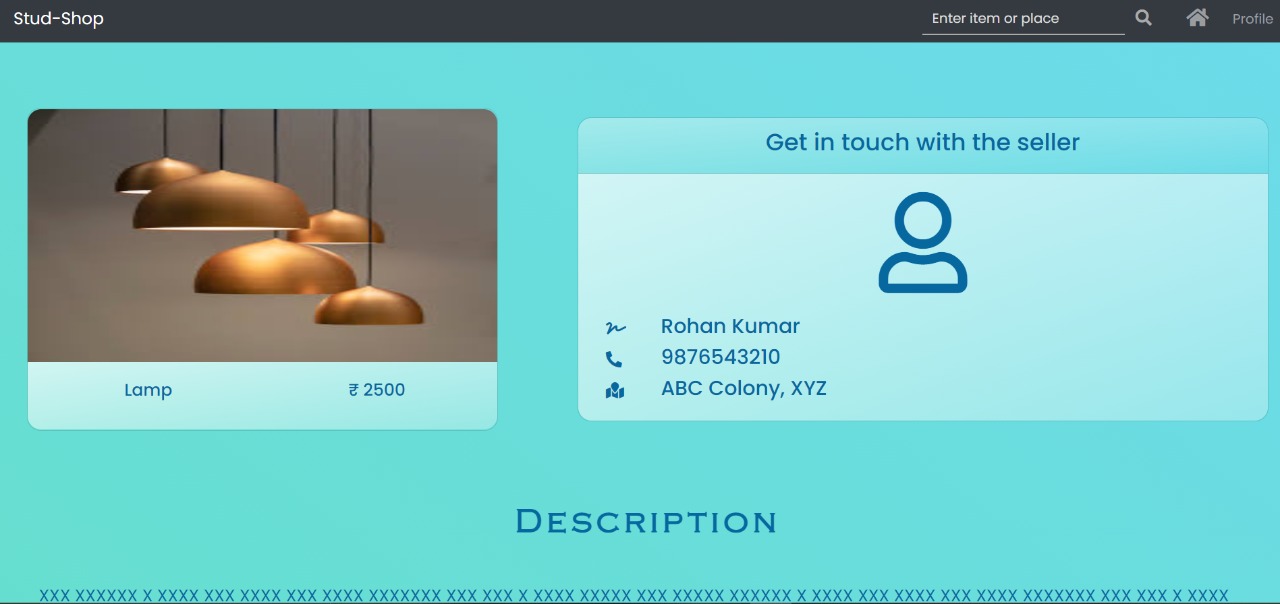 Stud-Shop
Enter item or place
Profile
Get in touch with the seller
Rohan Kumar
9876543210
ABC Colony, XYZ
Lamp
₹ 2500
Description
XXX XXXXXX X XXXX XXX XXXX XXX XXXX XXXXXXX XXX XXX X XXXX XXXXX XXX XXXXX XXXXXX X XXXX XXX XXXX XXX XXXX XXXXXXX XXX XXX X XXXX